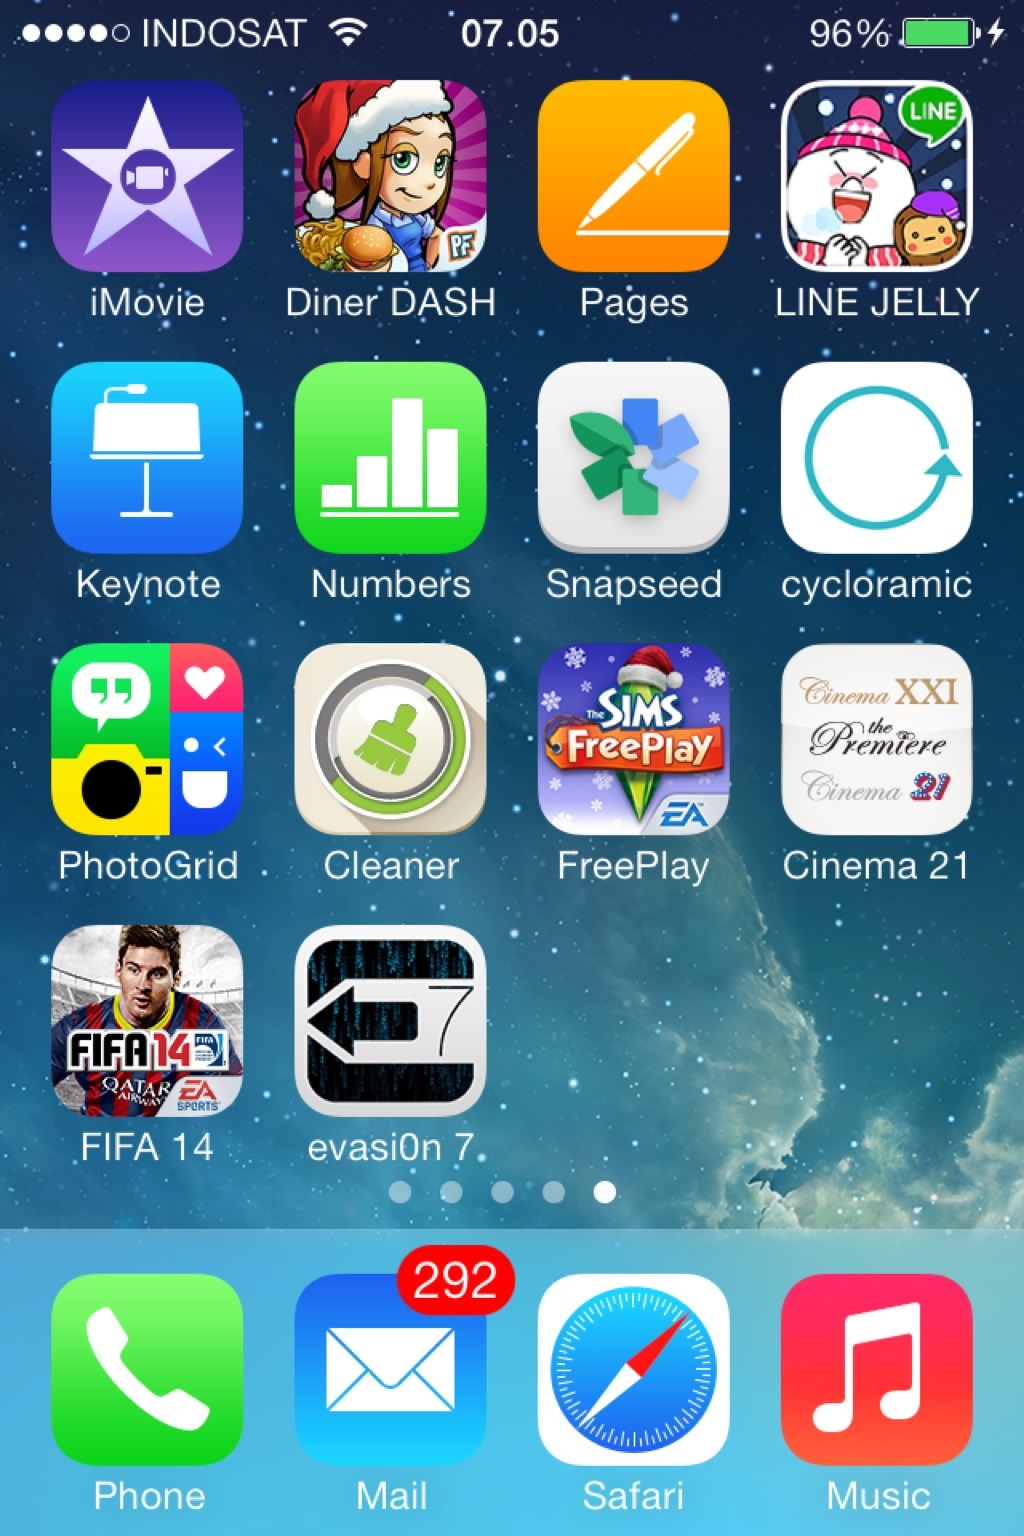 INDOSAT 07.05 96%
LINE
PF
iMovie Diner DASH Pages LINE JELLY
Keynote Numbers Snapseed cycloramic
The SIMS
FreePlay
EA
Cinema XXI
the
Premiere
Cinema 21
PhotoGrid Cleaner FreePlay Cinema 21
FIFA 14 FIFA
QATAR
AIRWAYS
EA
SPORTS
7
FIFA 14 evasi0n 7
292
Phone Mail Safari Music